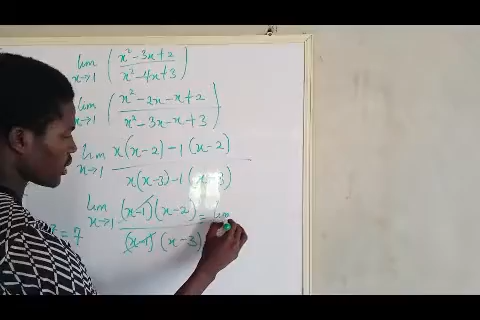 lim x→1 ( x² - 3x + 2 / x² - 4x + 3 )
lim x→1 ( x² - 2x - x + 2 / x² - 3x - x + 3 )
lim x→1 x(x-2) - 1(x-2) / x(x-3) - 1(x-3)
lim x→1 (x-1)(x-2) / (x-1)(x-3) = lim
= 7